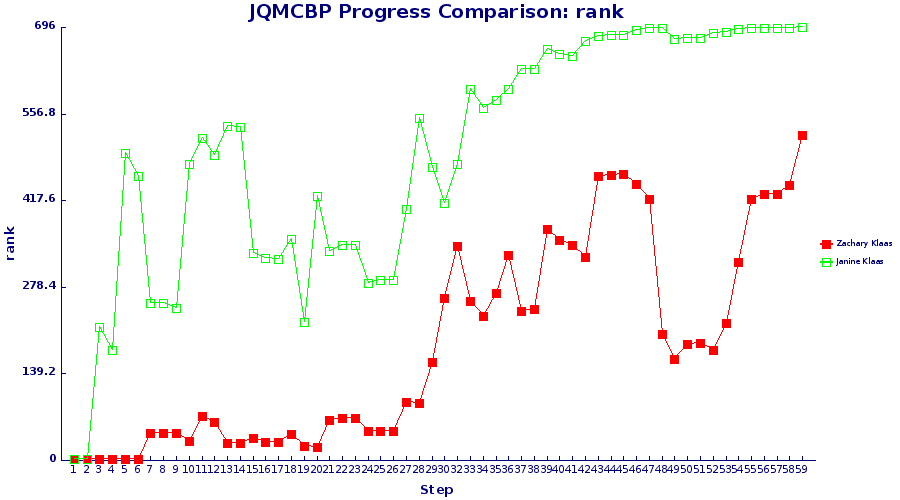 JQMCBP Progress Comparison: rank
696
556.8
417.6
278.4
139.2
0
rank
1 2 3 4 5 6 7 8 9 10 11 12 13 14 15 16 17 18 19 20 21 22 23 24 25 26 27 28 29 30 31 32 33 34 35 36 37 38 39 40 41 42 43 44 45 46 47 48 49 50 51 52 53 54 55 56 57 58 59
Step
Zachary Klaas
Janine Klaas